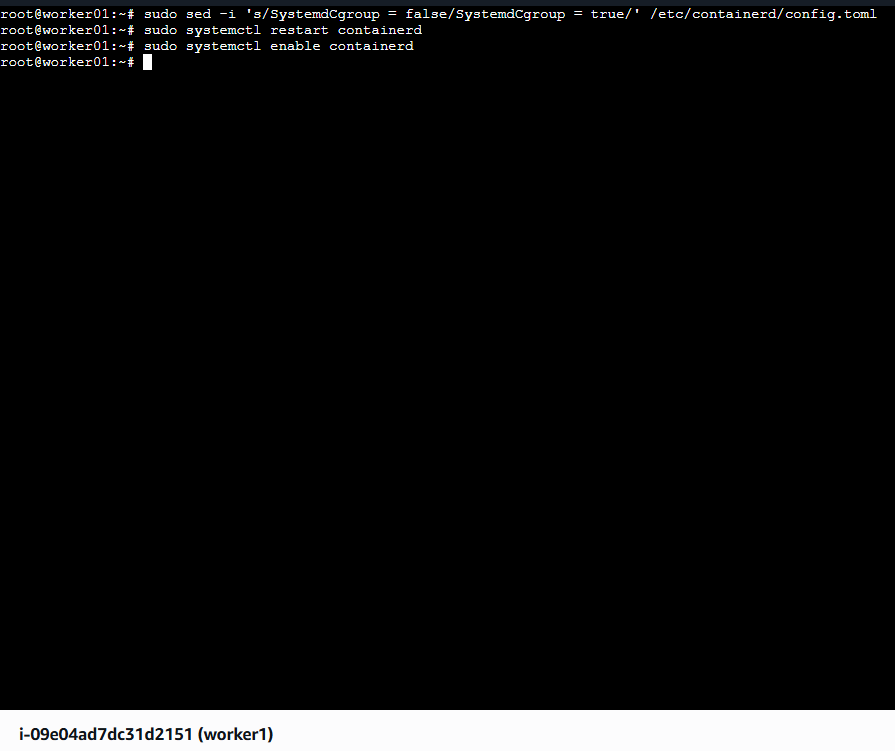 root@worker01:~# sudo sed -i 's/SystemdCgroup = false/SystemdCgroup = true/' /etc/containerd/config.toml
root@worker01:~# sudo systemctl restart containerd
root@worker01:~# sudo systemctl enable containerd
root@worker01:~#
i-09e04ad7dc31d2151 (worker1)